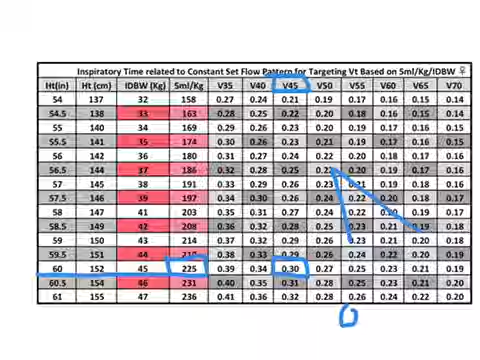 Inspiratory Time related to Constant Set Flow Pattern for Targeting Vt Based on 5ml/Kg/IDBW ♀
Ht(in) Ht (cm) IDBW (Kg) 5ml/Kg V35 V40 V45 V50 V55 V60 V65 V70
54 137 32 158 0.27 0.24 0.21 0.19 0.17 0.16 0.15 0.14
54.5 138 33 163 0.28 0.25 0.22 0.20 0.18 0.16 0.15 0.14
55 140 34 169 0.29 0.26 0.23 0.20 0.19 0.17 0.16 0.15
55.5 141 35 174 0.30 0.26 0.23 0.21 0.19 0.17 0.16 0.15
56 142 36 180 0.31 0.27 0.24 0.22 0.20 0.18 0.17 0.16
56.5 144 37 186 0.32 0.28 0.25 0.22 0.20 0.19 0.17 0.16
57 145 38 191 0.33 0.29 0.26 0.23 0.21 0.19 0.18 0.16
57.5 146 39 197 0.34 0.30 0.26 0.24 0.22 0.20 0.18 0.17
58 147 41 203 0.35 0.31 0.27 0.24 0.22 0.20 0.19 0.17
58.5 149 42 208 0.36 0.32 0.28 0.25 0.23 0.21 0.19 0.18
59 150 43 214 0.37 0.32 0.29 0.26 0.23 0.21 0.20 0.18
59.5 151 44 0.38 0.33 0.29 0.26 0.24 0.22 0.20 0.19
60 152 45 225 0.39 0.34 0.30 0.27 0.25 0.23 0.21 0.19
60.5 154 46 231 0.40 0.35 0.31 0.28 0.25 0.23 0.21 0.20
61 155 47 236 0.41 0.36 0.32 0.28 0.26 0.24 0.22 0.20